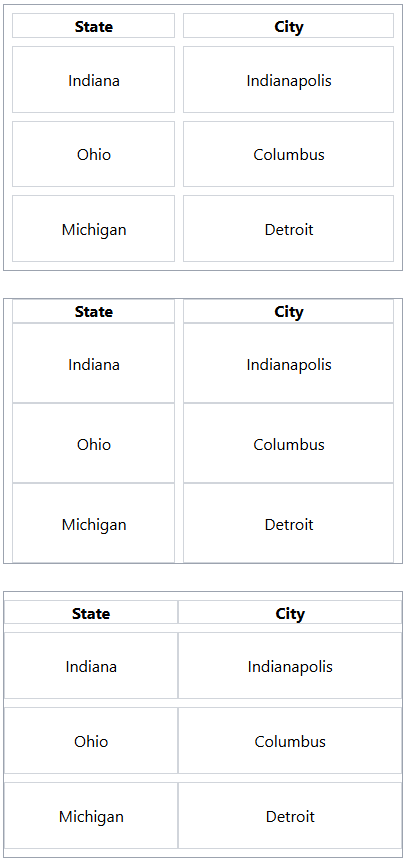 State City
Indiana Indianapolis
Ohio Columbus
Michigan Detroit
State City
Indiana Indianapolis
Ohio Columbus
Michigan Detroit
State City
Indiana Indianapolis
Ohio Columbus
Michigan Detroit